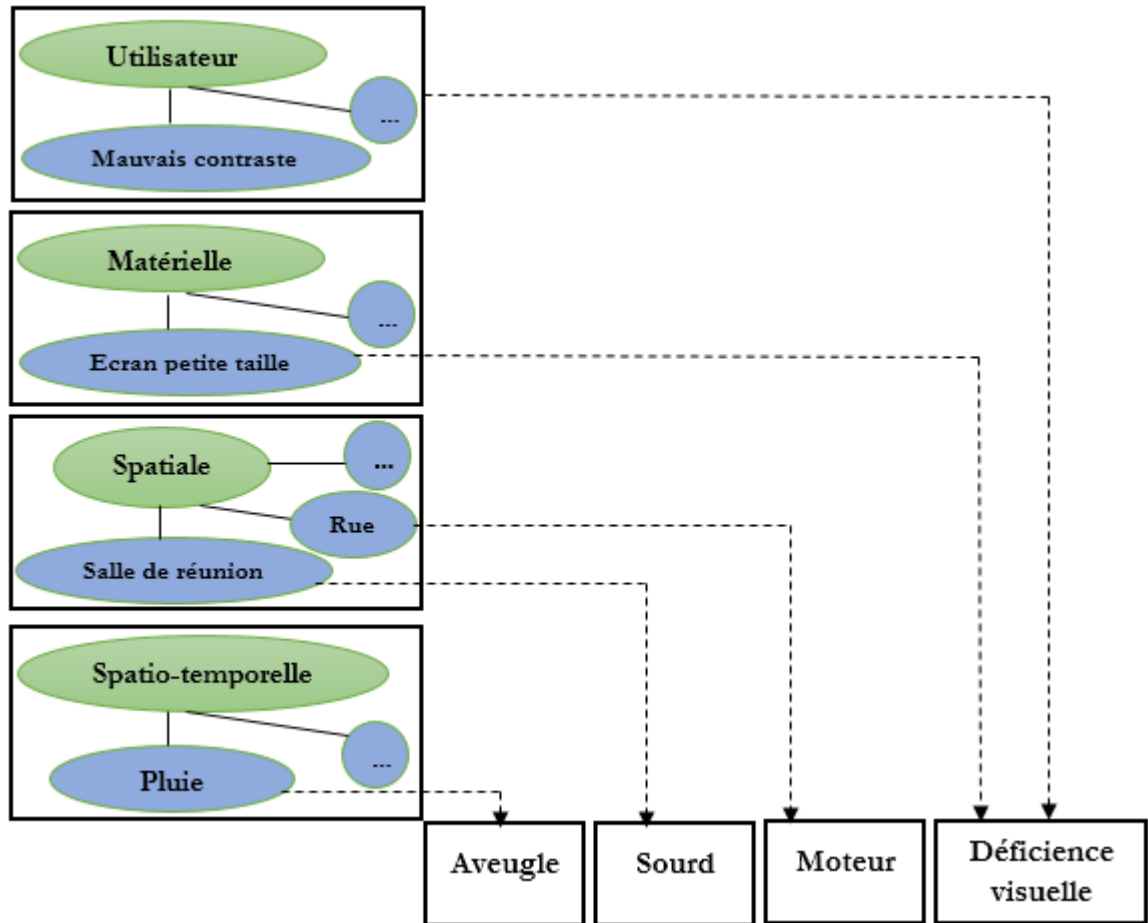 Utilisateur
...
Mauvais contraste
Matérielle
...
Ecran petite taille
...
Spatiale
Rue
Salle de réunion
Spatio-temporelle
...
Pluie
Aveugle
Sourd
Moteur
Déficience
visuelle